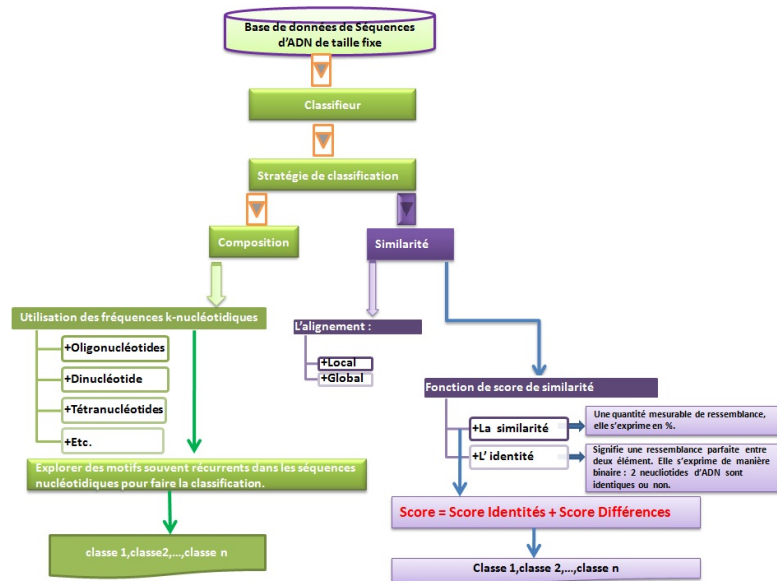 Base de données de Séquences
d'ADN de taille fixe
Classifieur
Stratégie de classification
Composition
Similarité
Utilisation des fréquences k-nucléotidiques
+Oligonucléotides
+Dinucléotide
+Tétranucléotides
+Etc.
L'alignement :
+Local
+Global
Fonction de score de similarité
+La similarité
Une quantité mesurable de ressemblance,
elle s'exprime en %.
+L' identité
Signifie une ressemblance parfaite entre
deux élément. Elle s'exprime de manière
binaire : 2 neucliotides d'ADN sont
identiques ou non.
Explorer des motifs souvent récurrents dans les séquences
nucléotidiques pour faire la classification.
Score = Score Identités + Score Différences
classe 1,classe2,...,classe n
Classe 1,classe 2,...,classe n